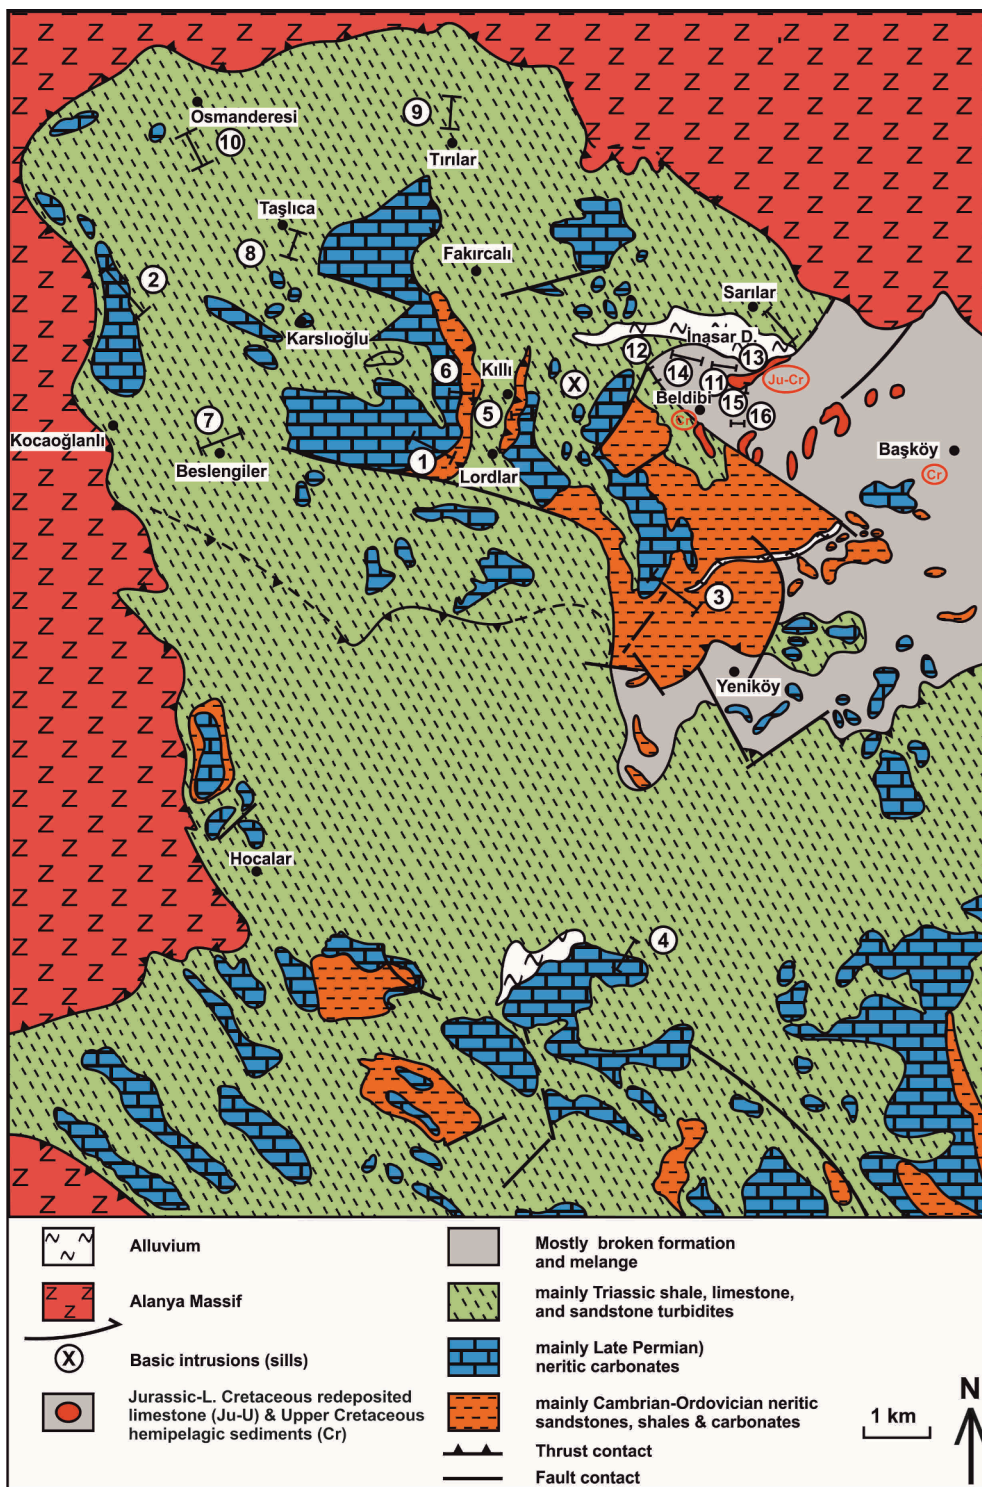 Osmanderesi
10
9
Tırılar
Taşlıca
8
Fakırcalı
2
Sarılar
Karslıoğlu
İnasar D.
12
13
14
11
Ju-Cr
6
Kıllı
X
Beldibi
15
16
5
Cr
7
Kocaoğlanlı
Beslengiler
1
Lordlar
Başköy
Cr
3
Yeniköy
Hocalar
4
Alluvium
Alanya Massif
Basic intrusions (sills)
Jurassic-L. Cretaceous redeposited
limestone (Ju-U) & Upper Cretaceous
hemipelagic sediments (Cr)
Mostly broken formation
and melange
mainly Triassic shale, limestone,
and sandstone turbidites
mainly Late Permian)
neritic carbonates
mainly Cambrian-Ordovician neritic
sandstones, shales & carbonates
Thrust contact
Fault contact
1 km
N
Z Z
Z Z
X